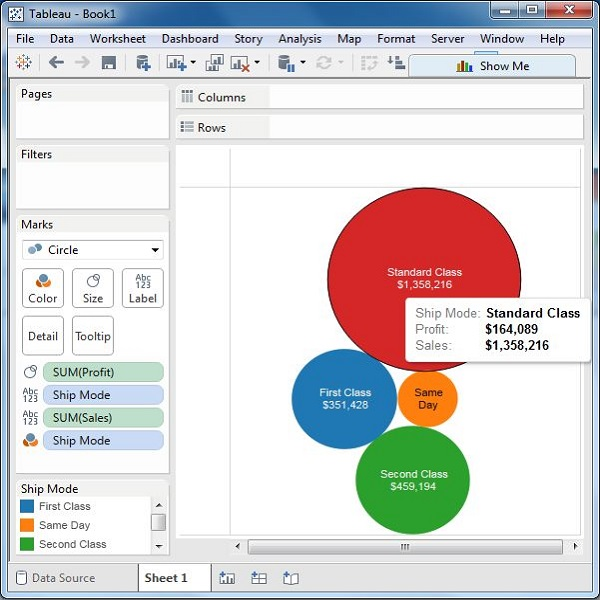 Tableau - Book1
File Data Worksheet Dashboard Story Analysis Map Format Server Window Help
Show Me
Pages
Columns
Rows
Filters
Marks
Circle
Abc
123
Color Size Label
Detail Tooltip
SUM(Profit)
Abc
123
Ship Mode
Abc
123
SUM(Sales)
Ship Mode
Ship Mode
First Class
Same Day
Second Class
Standard Class
$1,358,216
Ship Mode: Standard Class
Profit: $164,089
Sales: $1,358,216
First Class
$351,428
Same
Day
Second Class
$459,194
Data Source Sheet 1